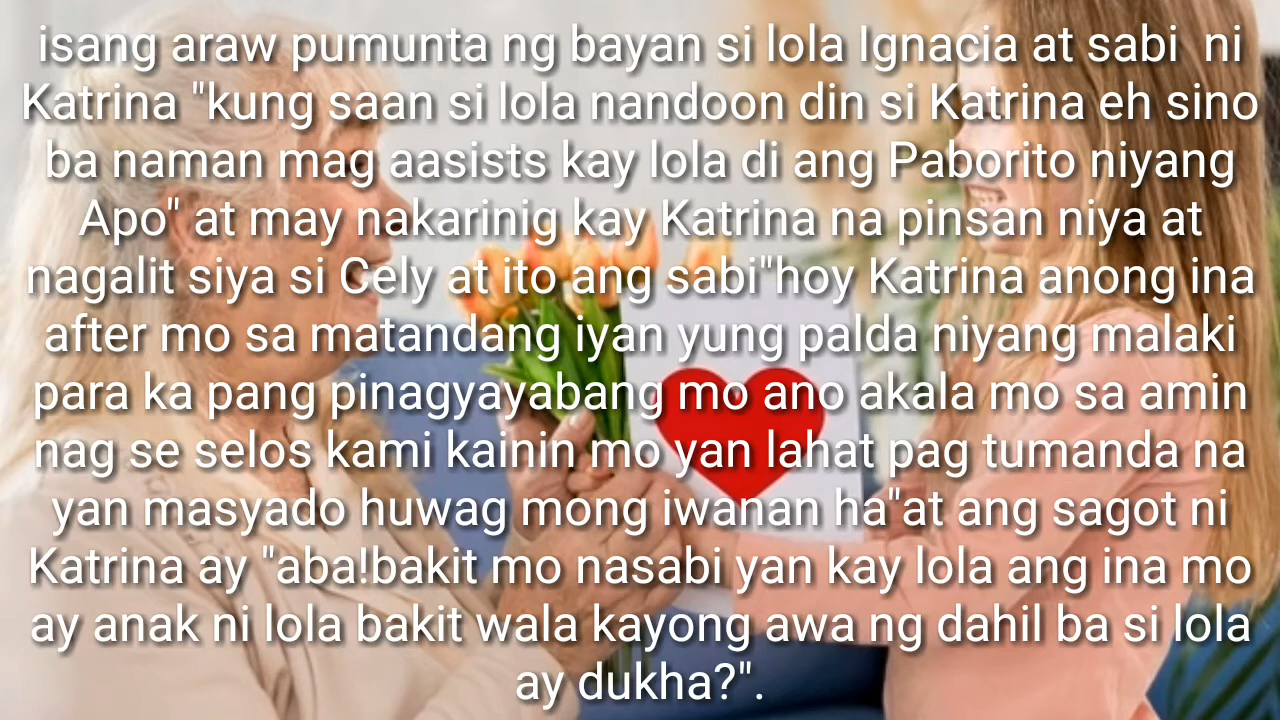 isang araw pumunta ng bayan si lola Ignacia at sabi  ni
Katrina "kung saan si lola nandoon din si Katrina eh sino
ba naman mag aasists kay lola di ang Paborito niyang
Apo" at may nakarinig kay Katrina na pinsan niya at
nagalit siya si Cely at ito ang sabi"hoy Katrina anong ina
after mo sa matandang iyan yung palda niyang malaki
para ka pang pinagyayabang mo ano akala mo sa amin
nag se selos kami kainin mo yan lahat pag tumanda na
yan masyado huwag mong iwanan ha"at ang sagot ni
Katrina ay "aba!bakit mo nasabi yan kay lola ang ina mo
ay anak ni lola bakit wala kayong awa ng dahil ba si lola
ay dukha?".